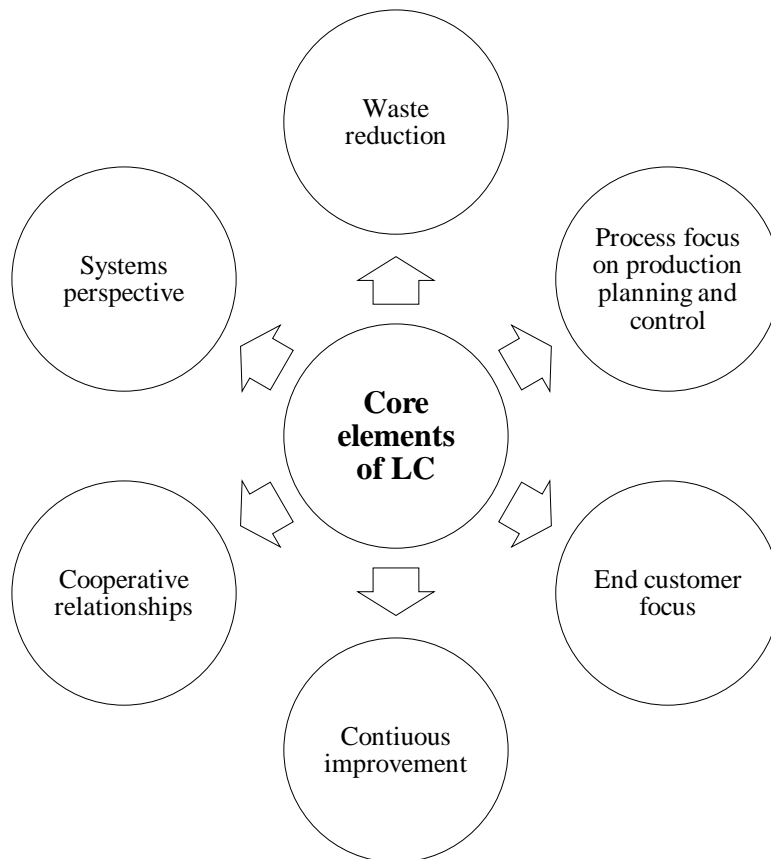 Waste
reduction
Process focus
on production
planning and
control
Systems
perspective
Core
elements
of LC
Cooperative
relationships
End customer
focus
Contiuous
improvement